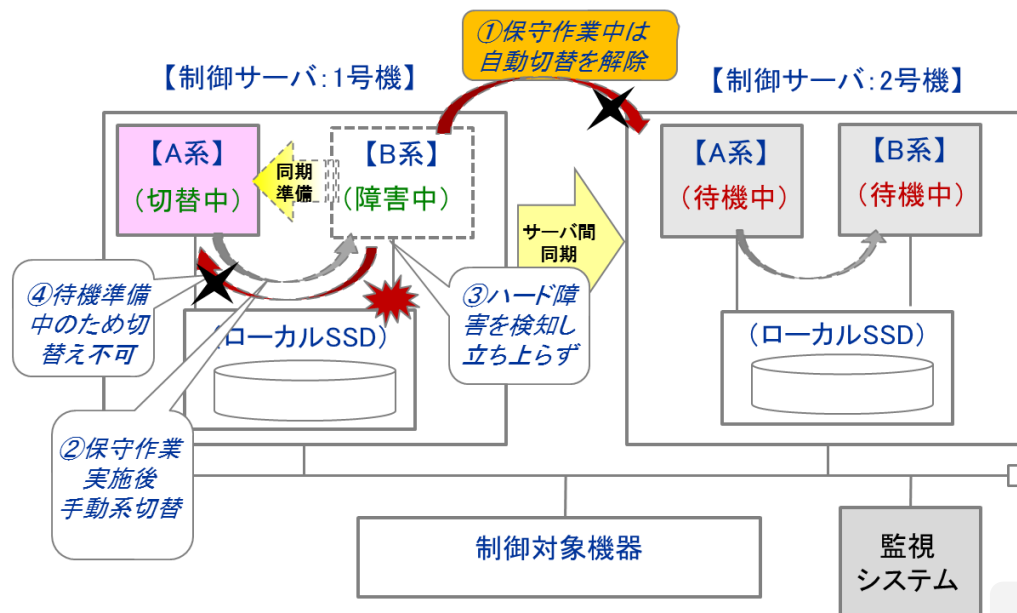 ①保守作業中は
自動切替を解除
【制御サーバ:1号機】
【制御サーバ:2号機】
【A系】
(切替中)
同期
準備
【B系】
(障害中)
サーバ間
同期
【A系】
(待機中)
【B系】
(待機中)
④待機準備
中のため切
替え不可
③ハード障
害を検知し
立ち上らず
(ローカルSSD)
(ローカルSSD)
②保守作業
実施後
手動系切替
制御対象機器
監視
システム